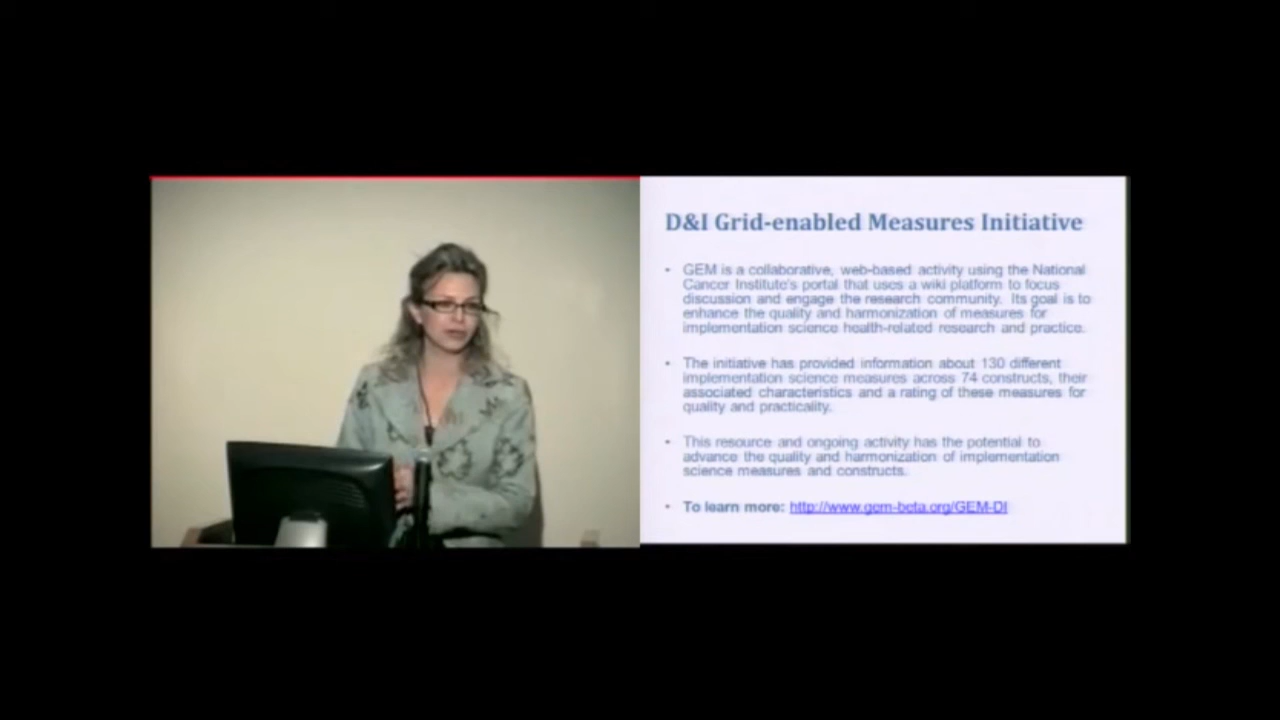 D&I Grid-enabled Measures Initiative
• GEM is a collaborative, web-based activity using the National
Cancer Institute's portal that uses a wiki platform to focus
discussion and engage the research community. Its goal is to
enhance the quality and harmonization of measures for
implementation science health-related research and practice.
• The initiative has provided information about 130 different
implementation science measures across 74 constructs, their
associated characteristics and a rating of these measures for
quality and practicality.
• This resource and ongoing activity has the potential to
advance the quality and harmonization of implementation
science measures and constructs.
• To learn more: http://www.gem-beta.org/GEM-DI